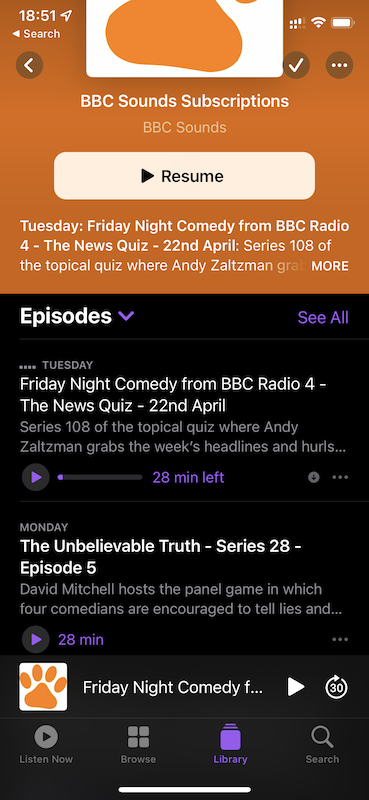 18:51
Search
BBC Sounds Subscriptions
BBC Sounds
Resume
Tuesday: Friday Night Comedy from BBC Radio
4 - The News Quiz - 22nd April: Series 108 of
the topical quiz where Andy Zaltzman grab MORE
Episodes
See All
TUESDAY
Friday Night Comedy from BBC Radio 4 -
The News Quiz - 22nd April
Series 108 of the topical quiz where Andy
Zaltzman grabs the week’s headlines and hurls...
28 min left
MONDAY
The Unbelievable Truth - Series 28 -
Episode 5
David Mitchell hosts the panel game in which
four comedians are encouraged to tell lies and...
28 min
Friday Night Comedy f...
30
Listen Now
Browse
Library
Search